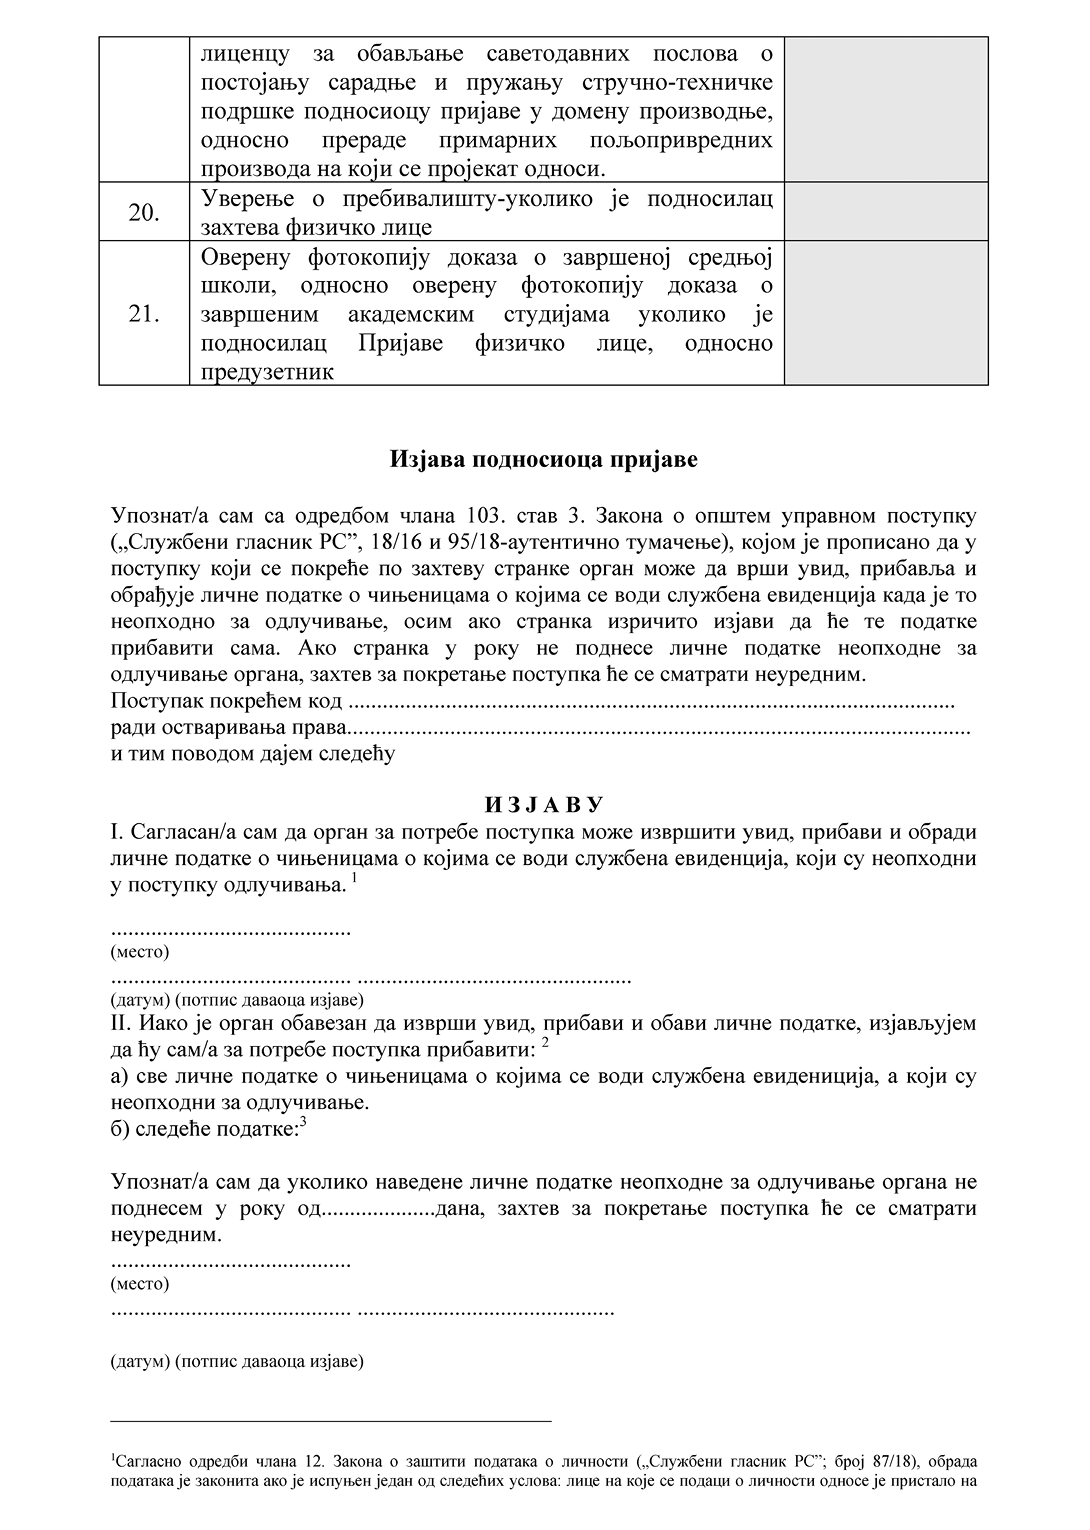 лиценцу за обављање саветодавних послова о
постојању сарадње и пружању стручно-техничке
подршке подносиоцу пријаве у домену производње,
односно прераде примарних пољопривредних
производа на који се пројекат односи.
20.
Уверење о пребивалишту-уколико је подносилац
захтева физичко лице
21.
Оверену фотокопију доказа о завршеној средњој
школи, односно оверену фотокопију доказа о
завршеним академским студијама уколико је
подносилац Пријаве физичко лице, односно
предузетник
Изјава подносиоца пријаве
Упознат/а сам са одредбом члана 103. став 3. Закона о општем управном поступку
(„Службени гласник РС”, 18/16 и 95/18-аутентично тумачење), којом је прописано да у
поступку који се покреће по захтеву странке орган може да врши увид, прибавља и
обрађује личне податке о чињеницама о којима се води службена евиденција када је то
неопходно за одлучивање, осим ако странка изричито изјави да ће те податке
прибавити сама. Ако странка у року не поднесе личне податке неопходне за
одлучивање органа, захтев за покретање поступка ће се сматрати неуредним.
Поступак покрећем код ..........................................................................................................
ради остваривања права.............................................................................................................
и тим поводом дајем следећу
И З Ј А В У
I. Сагласан/а сам да орган за потребе поступка може извршити увид, прибави и обради
личне податке о чињеницама о којима се води службена евиденција, који су неопходни
у поступку одлучивања. 1
..........................................
(место)
.......................................... ................................................
(датум) (потпис даваоца изјаве)
II. Иако је орган обавезан да изврши увид, прибави и обави личне податке, изјављујем
да ћу сам/а за потребе поступка прибавити: 2
а) све личне податке о чињеницама о којима се води службена евидениција, а који су
неопходни за одлучивање.
б) следеће податке:3
Упознат/а сам да уколико наведене личне податке неопходне за одлучивање органа не
поднесем у року од....................дана, захтев за покретање поступка ће се сматрати
неуредним.
..........................................
(место)
.......................................... .............................................
(датум) (потпис даваоца изјаве)
1Сагласно одредби члана 12. Закона о заштити података о личности („Службени гласник РС”; број 87/18), обрада
података је законита ако је испуњен један од следећих услова: лице на које се подаци о личности односе је пристало на